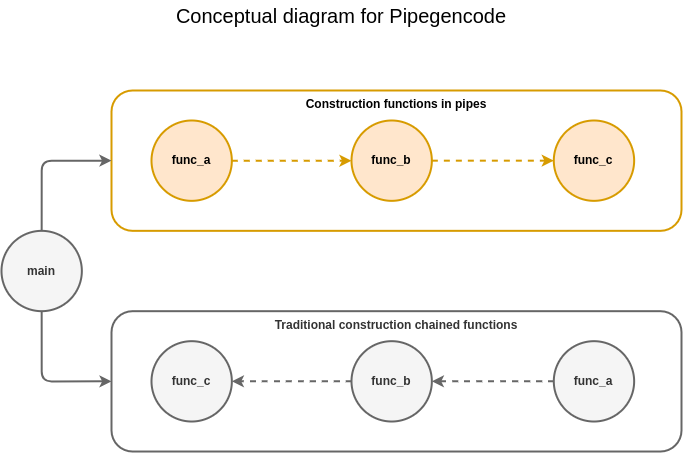 Conceptual diagram for Pipegencode
Construction functions in pipes
func_a
func_b
func_c
main
Traditional construction chained functions
func_c
func_b
func_a